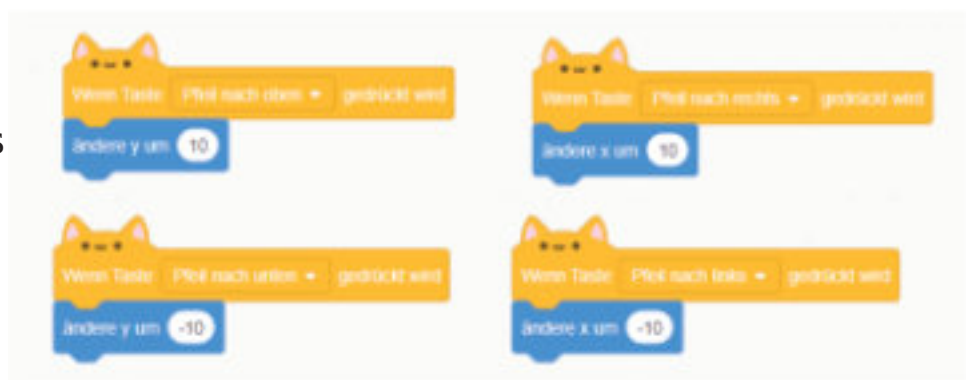 Wenn Taste Pfeil nach oben gedrückt wird
ändere y um 10
Wenn Taste Pfeil nach rechts gedrückt wird
ändere x um 10
s
Wenn Taste Pfeil nach unten gedrückt wird
ändere y um -10
Wenn Taste Pfeil nach links gedrückt wird
ändere x um -10